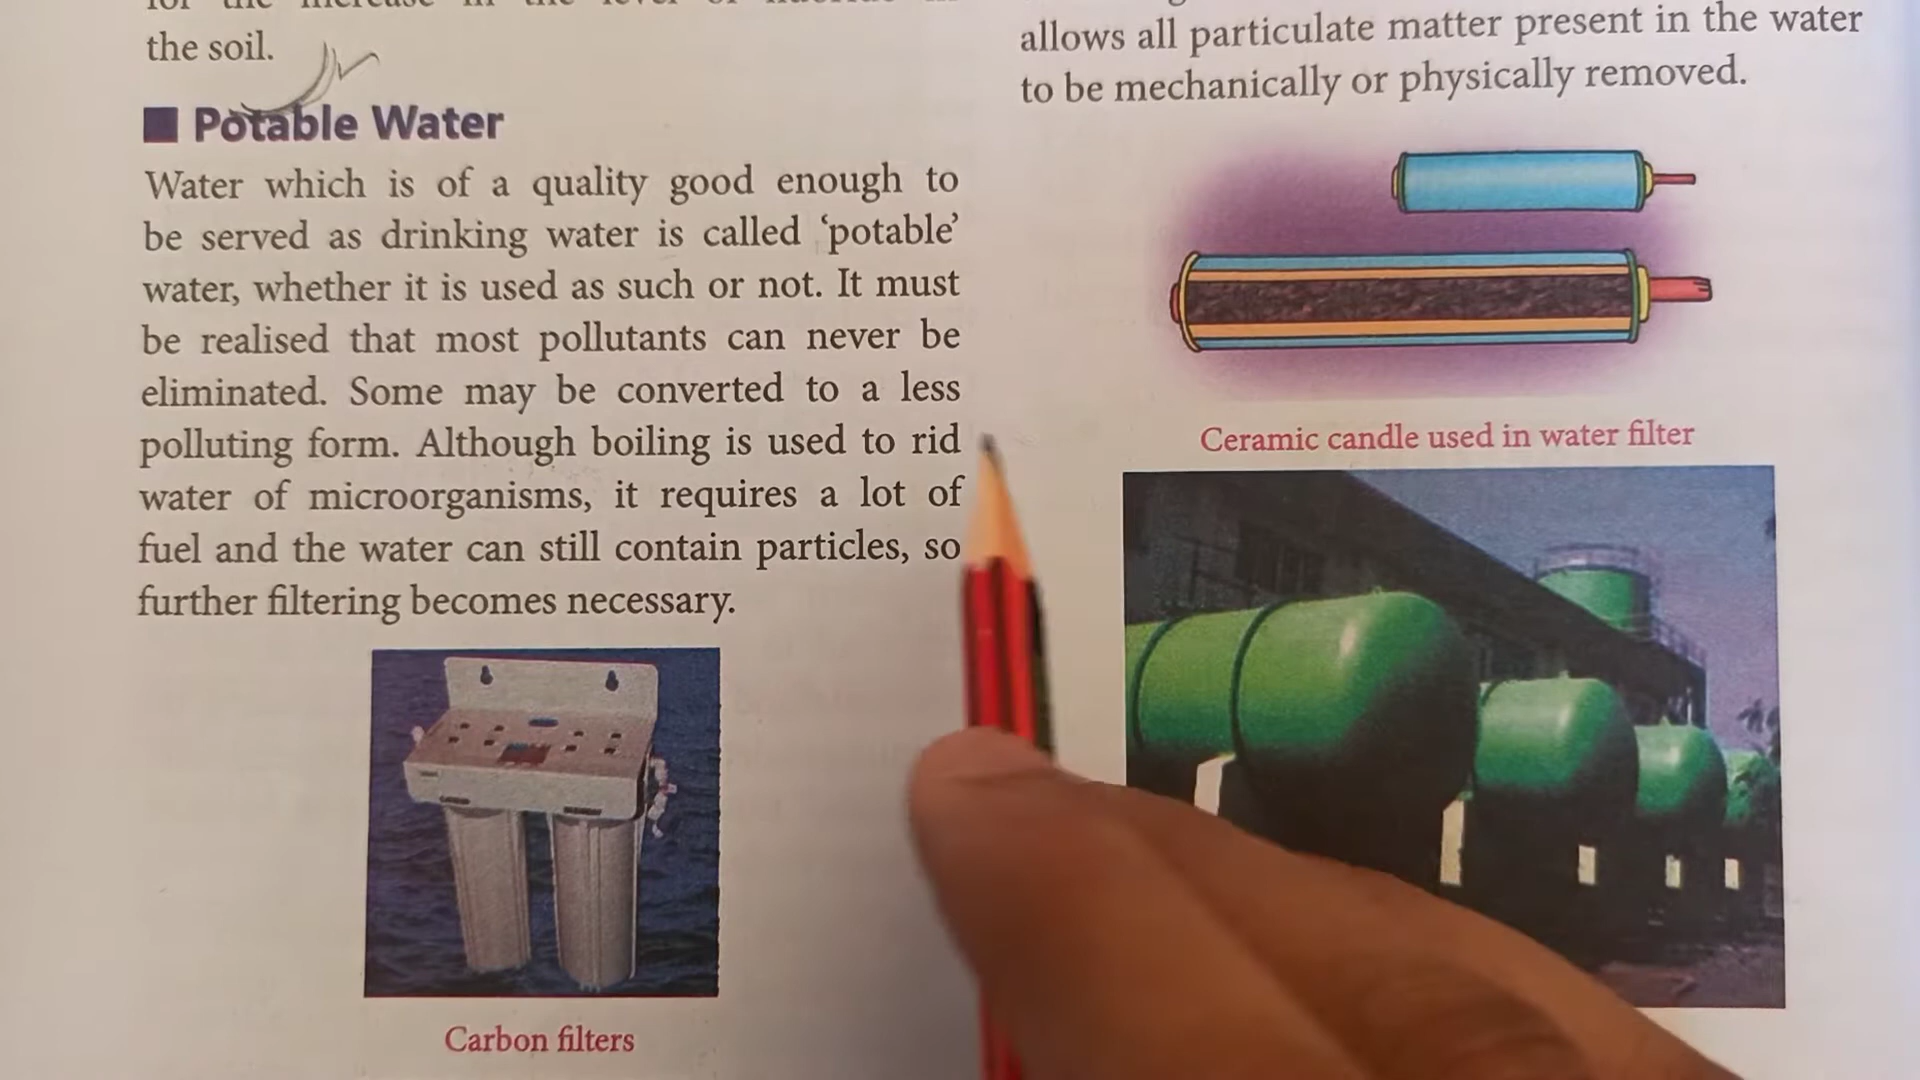 the soil.
Potable Water
Water which is of a quality good enough to
be served as drinking water is called ‘potable’
water, whether it is used as such or not. It must
be realised that most pollutants can never be
eliminated. Some may be converted to a less
polluting form. Although boiling is used to rid
water of microorganisms, it requires a lot of
fuel and the water can still contain particles, so
further filtering becomes necessary.
Carbon filters
allows all particulate matter present in the water
to be mechanically or physically removed.
Ceramic candle used in water filter